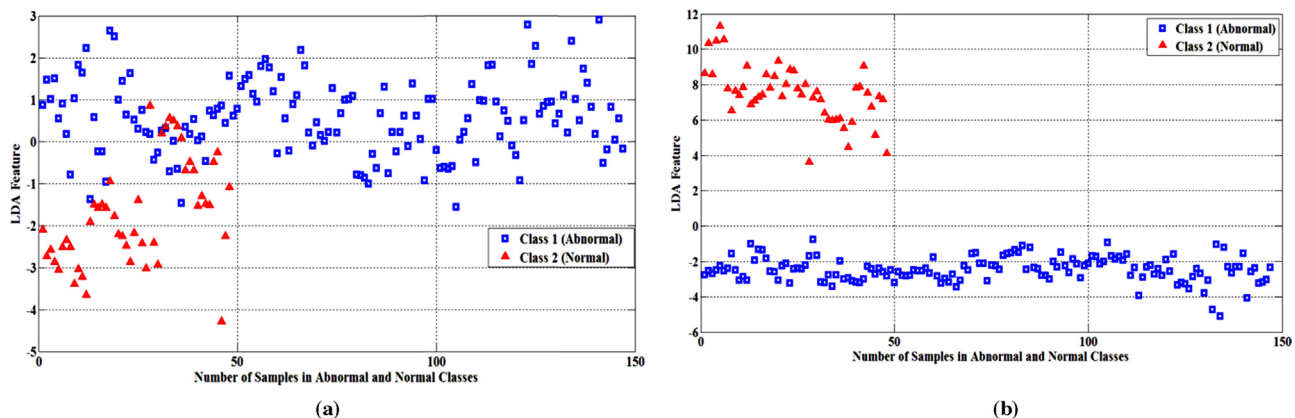 3
2
1
0
-1
-2
-3
-4
-5
LDA Feature
Class 1 (Abnormal)
Class 2 (Normal)
0 50 100 150
Number of Samples in Abnormal and Normal Classes
(a)
12
10
8
6
4
2
0
-2
-4
-6
LDA Feature
Class 1 (Abnormal)
Class 2 (Normal)
0 50 100 150
Number of Samples in Abnormal and Normal Classes
(b)